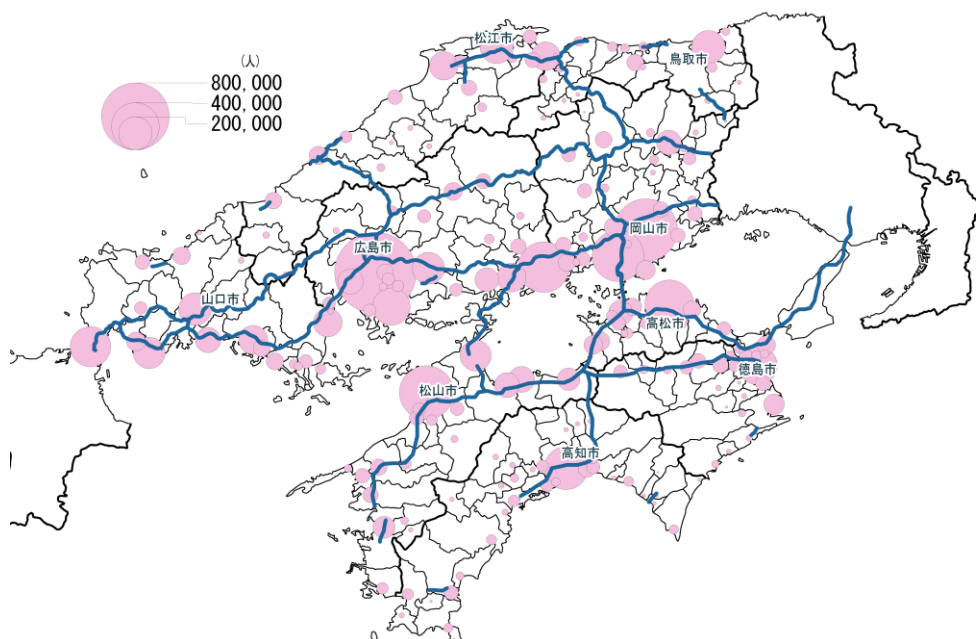 (人)
800,000
400,000
200,000
松江市
鳥取市
岡山市
広島市
山口市
高松市
徳島市
松山市
高知市